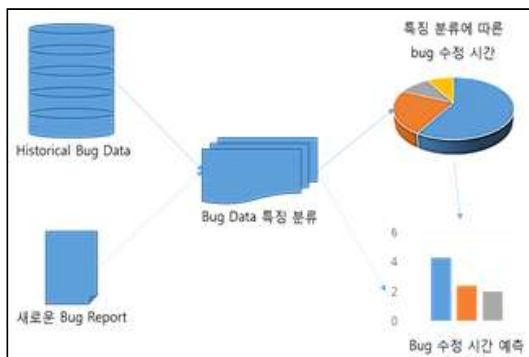 특징 분류에 따른
bug 수정 시간
Historical Bug Data
Bug Data 특징 분류
새로운 Bug Report
6
4
2
0
Bug 수정 시간 예측